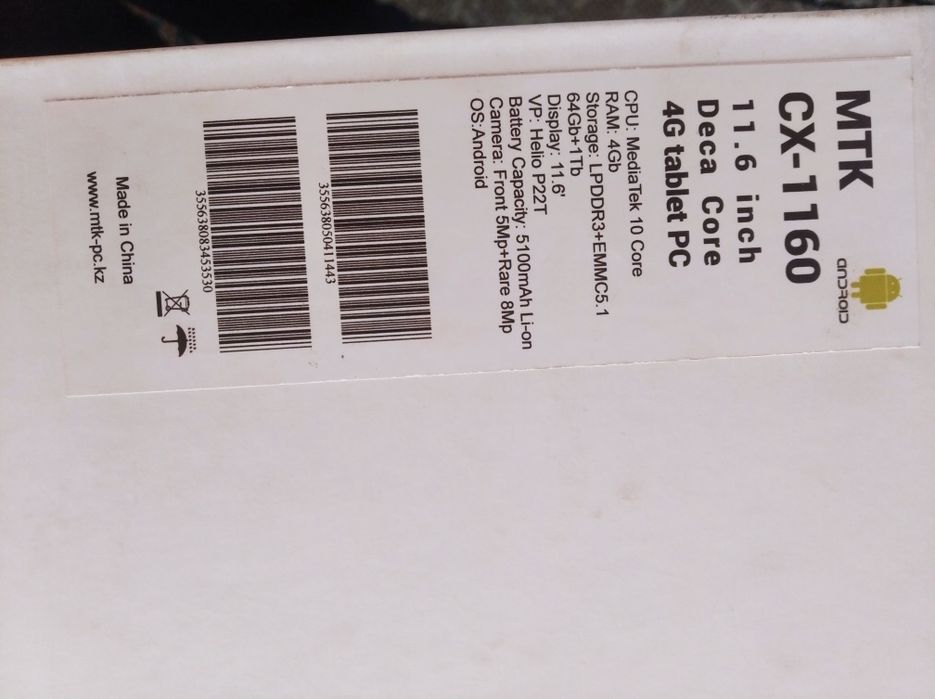 MTK
android
CX-1160
11.6 inch
Deca Core
4G tablet PC
CPU: MediaTek 10 Core
RAM: 4Gb
Storage: LPDDR3+EMMC5.1
64Gb+1Tb
Display: 11.6'
VP: Helio P22T
Battery Capacity: 5100mAh Li-on
Camera: Front 5Mp+Rare 8Mp
OS:Android
355638050411443
355638083453530
Made in China
www.mtk-pc.kz